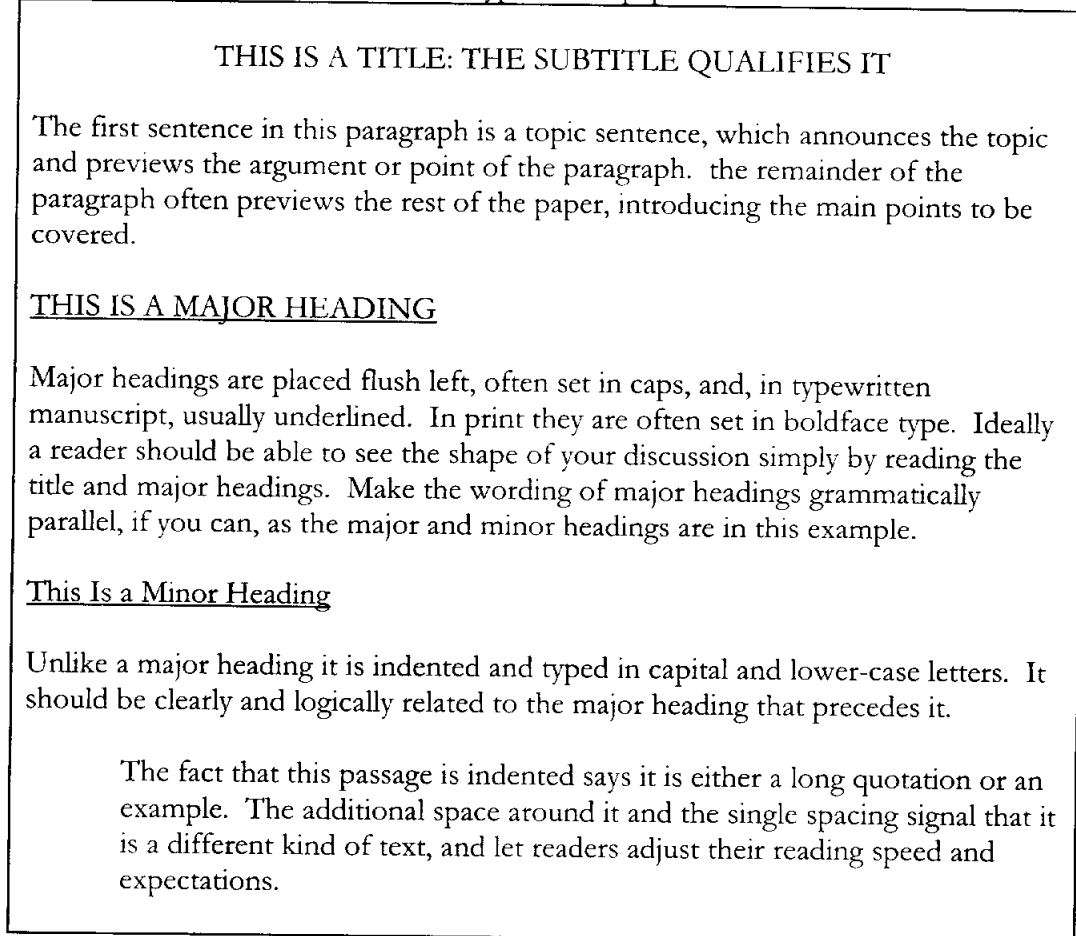 THIS IS A TITLE: THE SUBTITLE QUALIFIES IT
The first sentence in this paragraph is a topic sentence, which announces the topic
and previews the argument or point of the paragraph.  the remainder of the
paragraph often previews the rest of the paper, introducing the main points to be
covered.
THIS IS A MAJOR HEADING
Major headings are placed flush left, often set in caps, and, in typewritten
manuscript, usually underlined.  In print they are often set in boldface type.  Ideally
a reader should be able to see the shape of your discussion simply by reading the
title and major headings.  Make the wording of major headings grammatically
parallel, if you can, as the major and minor headings are in this example.
This Is a Minor Heading
Unlike a major heading it is indented and typed in capital and lower-case letters.  It
should be clearly and logically related to the major heading that precedes it.
The fact that this passage is indented says it is either a long quotation or an
example.  The additional space around it and the single spacing signal that it
is a different kind of text, and let readers adjust their reading speed and
expectations.